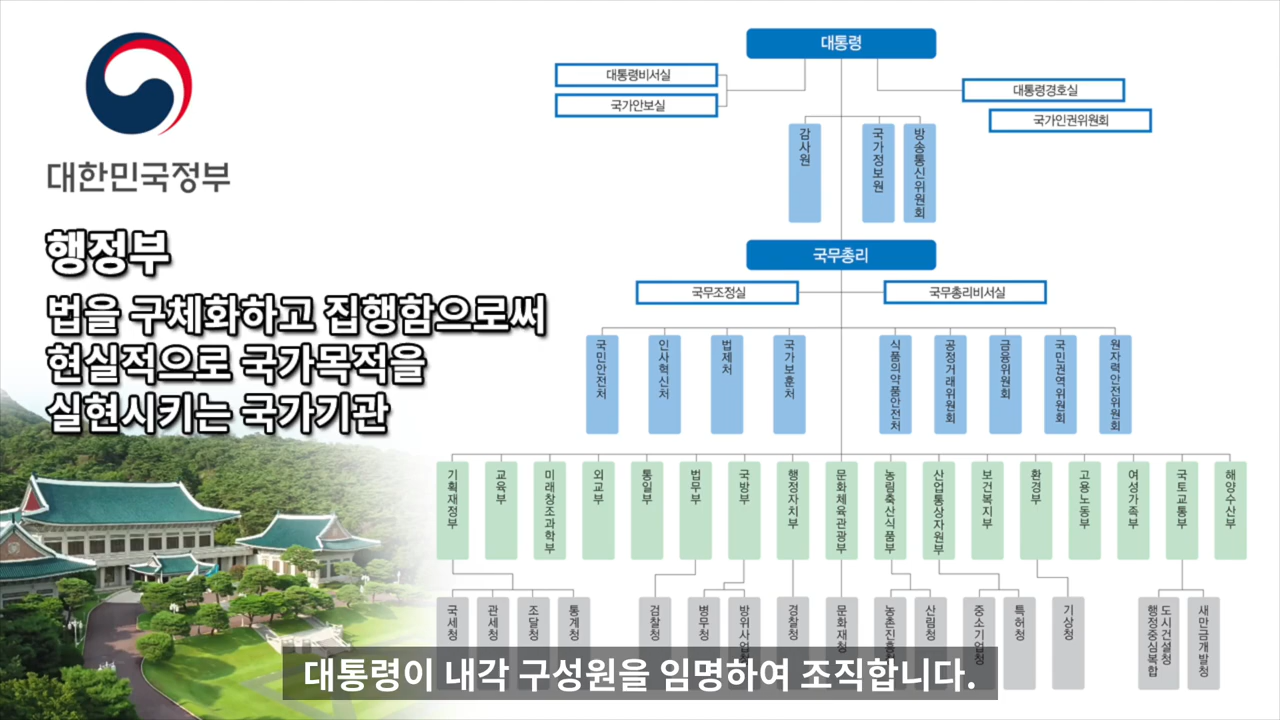 대한민국정부
행정부
법을 구체화하고 집행함으로써
현실적으로 국가목적을
실현시키는 국가기관
대통령
대통령비서실
국가안보실
대통령경호실
국가인권위원회
감사원
국가정보원
방송통신위원회
국무총리
국무조정실
국무총리비서실
국민안전처
인사혁신처
법제처
국가보훈처
식품의약품안전처
공정거래위원회
금융위원회
국민권익위원회
원자력안전위원회
기획재정부
교육부
미래창조과학부
외교부
통일부
법무부
국방부
행정자치부
문화체육관광부
농림축산식품부
산업통상자원부
보건복지부
환경부
고용노동부
여성가족부
국토교통부
해양수산부
국세청
관세청
조달청
통계청
검찰청
병무청
방위사업청
경찰청
문화재청
농촌진흥청
산림청
중소기업청
특허청
기상청
행정중심복합
도시건설청
새만금개발청
대통령이 내각 구성원을 임명하여 조직합니다.